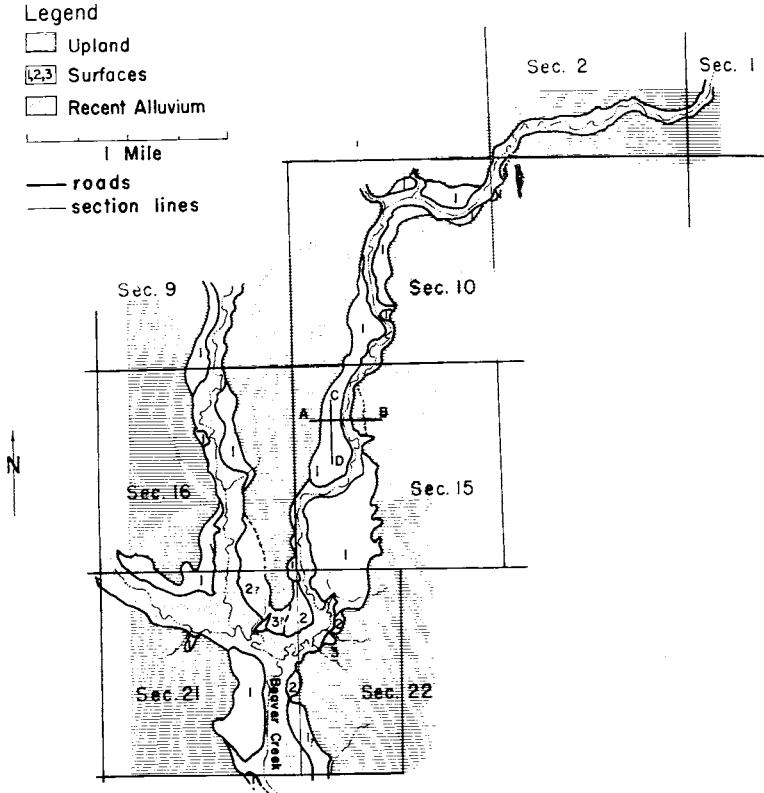 Legend
Upland
1,2,3 Surfaces
Recent Alluvium
1 Mile
roads
section lines
Sec. 2
Sec. 1
1
1
1
Sec. 9
Sec. 10
1
1
C
A
B
D
N
1
1
Sec. 16
Sec. 15
1
1
1
2?
3?
2
2
3
Sec. 21
1
Beaver Creek
2
Sec. 22
1